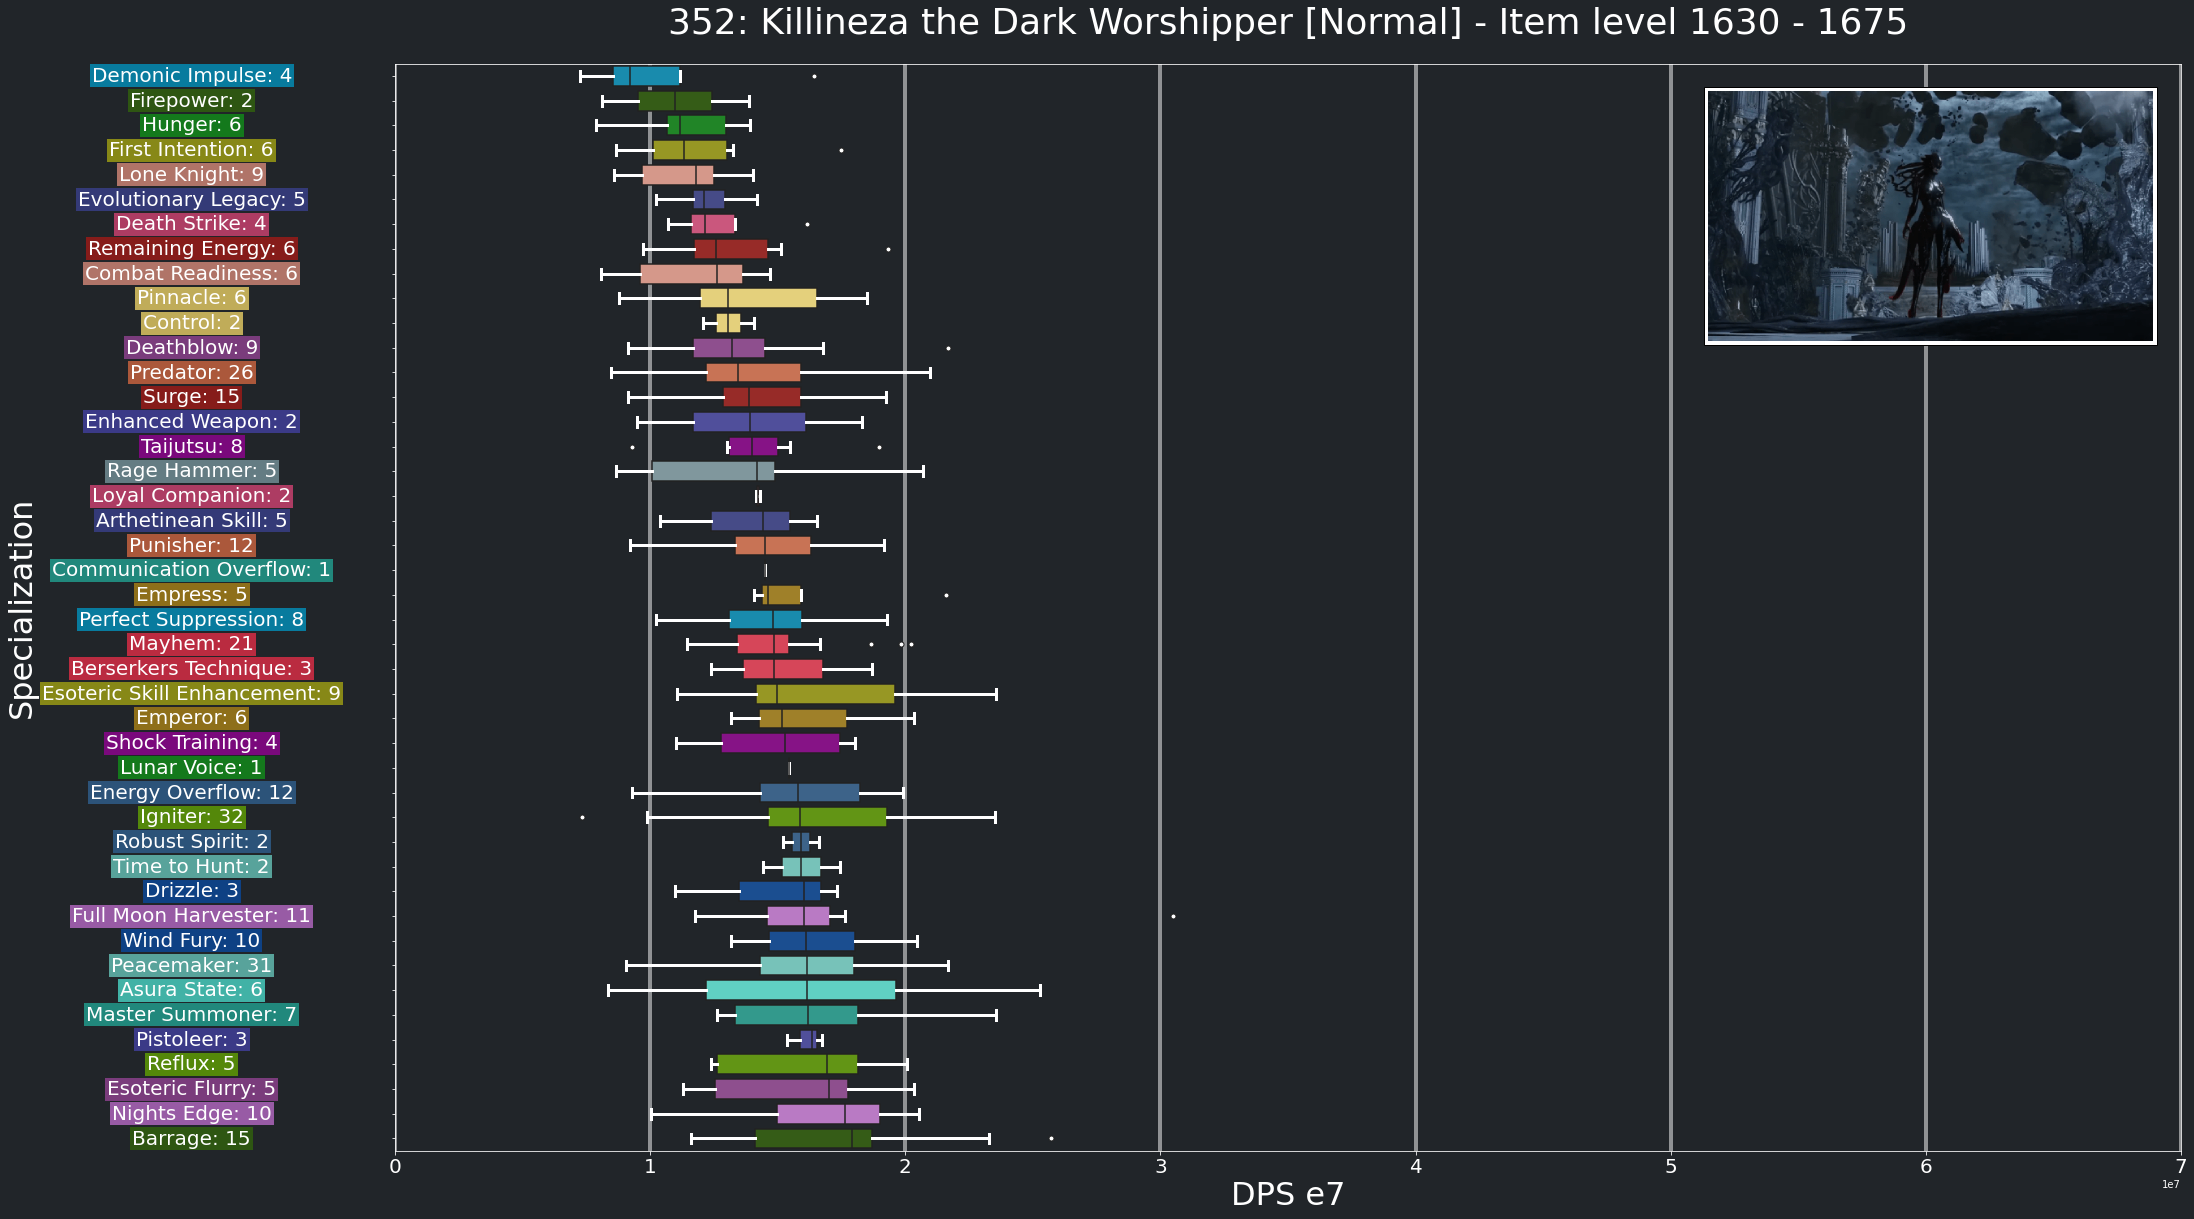 352: Killineza the Dark Worshipper [Normal] - Item level 1630 - 1675
Specialization
Demonic Impulse: 4
Firepower: 2
Hunger: 6
First Intention: 6
Lone Knight: 9
Evolutionary Legacy: 5
Death Strike: 4
Remaining Energy: 6
Combat Readiness: 6
Pinnacle: 6
Control: 2
Deathblow: 9
Predator: 26
Surge: 15
Enhanced Weapon: 2
Taijutsu: 8
Rage Hammer: 5
Loyal Companion: 2
Arthetinean Skill: 5
Punisher: 12
Communication Overflow: 1
Empress: 5
Perfect Suppression: 8
Mayhem: 21
Berserkers Technique: 3
Esoteric Skill Enhancement: 9
Emperor: 6
Shock Training: 4
Lunar Voice: 1
Energy Overflow: 12
Igniter: 32
Robust Spirit: 2
Time to Hunt: 2
Drizzle: 3
Full Moon Harvester: 11
Wind Fury: 10
Peacemaker: 31
Asura State: 6
Master Summoner: 7
Pistoleer: 3
Reflux: 5
Esoteric Flurry: 5
Nights Edge: 10
Barrage: 15
0 1 2 3 4 5 6 7
1e7
DPS e7